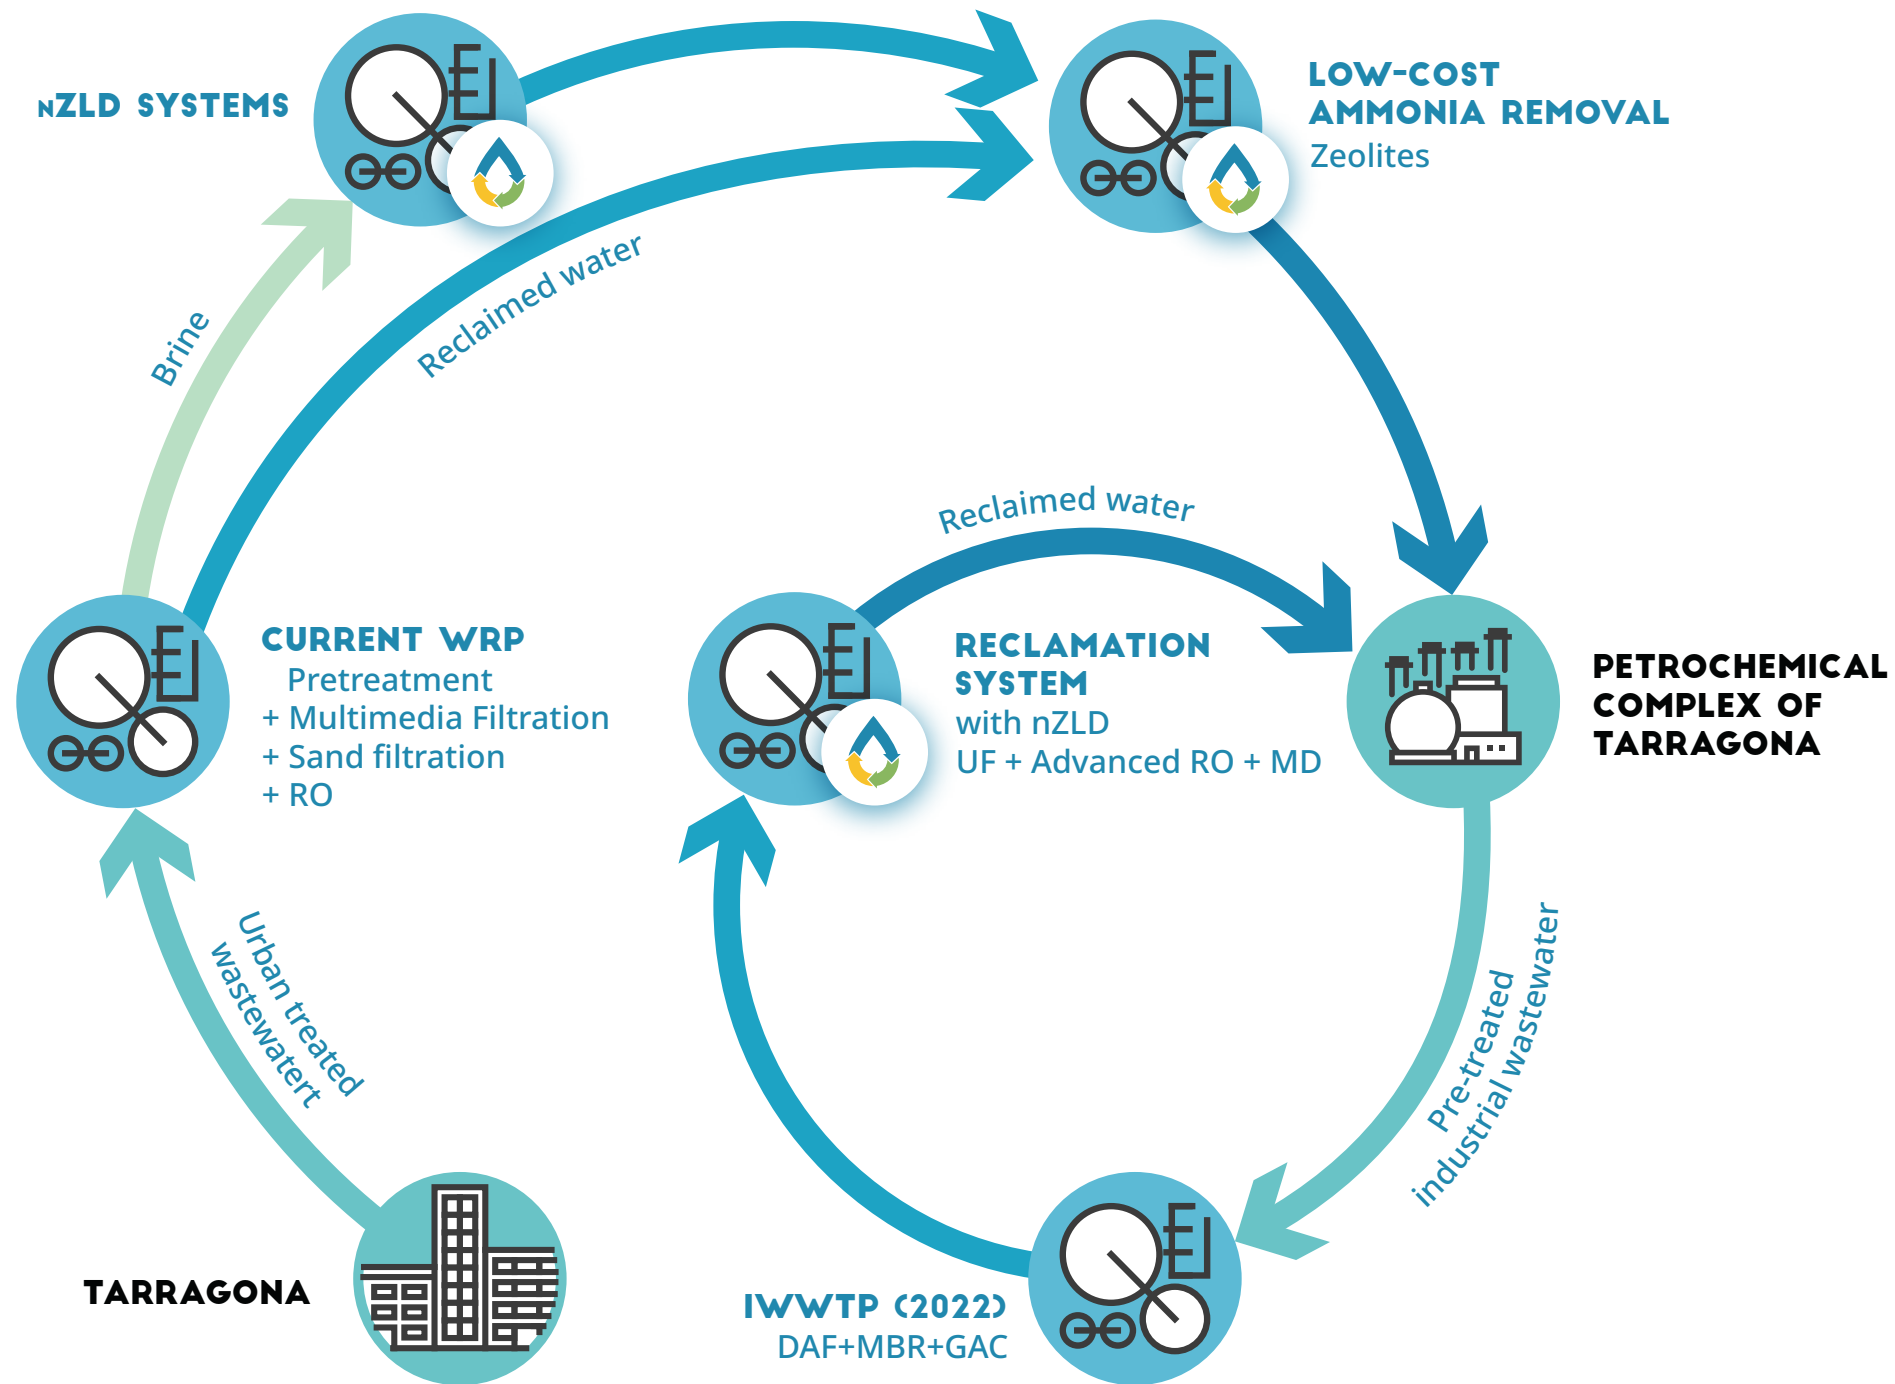 nZLD SYSTEMS
LOW-COST
AMMONIA REMOVAL
Zeolites
Brine
Reclaimed water
Reclaimed water
CURRENT WRP
Pretreatment
+ Multimedia Filtration
+ Sand filtration
+ RO
RECLAMATION
SYSTEM
with nZLD
UF + Advanced RO + MD
PETROCHEMICAL
COMPLEX OF
TARRAGONA
Urban treated
wastewatert
Pre-treated
industrial wastewater
TARRAGONA
IWWTP (2022)
DAF+MBR+GAC